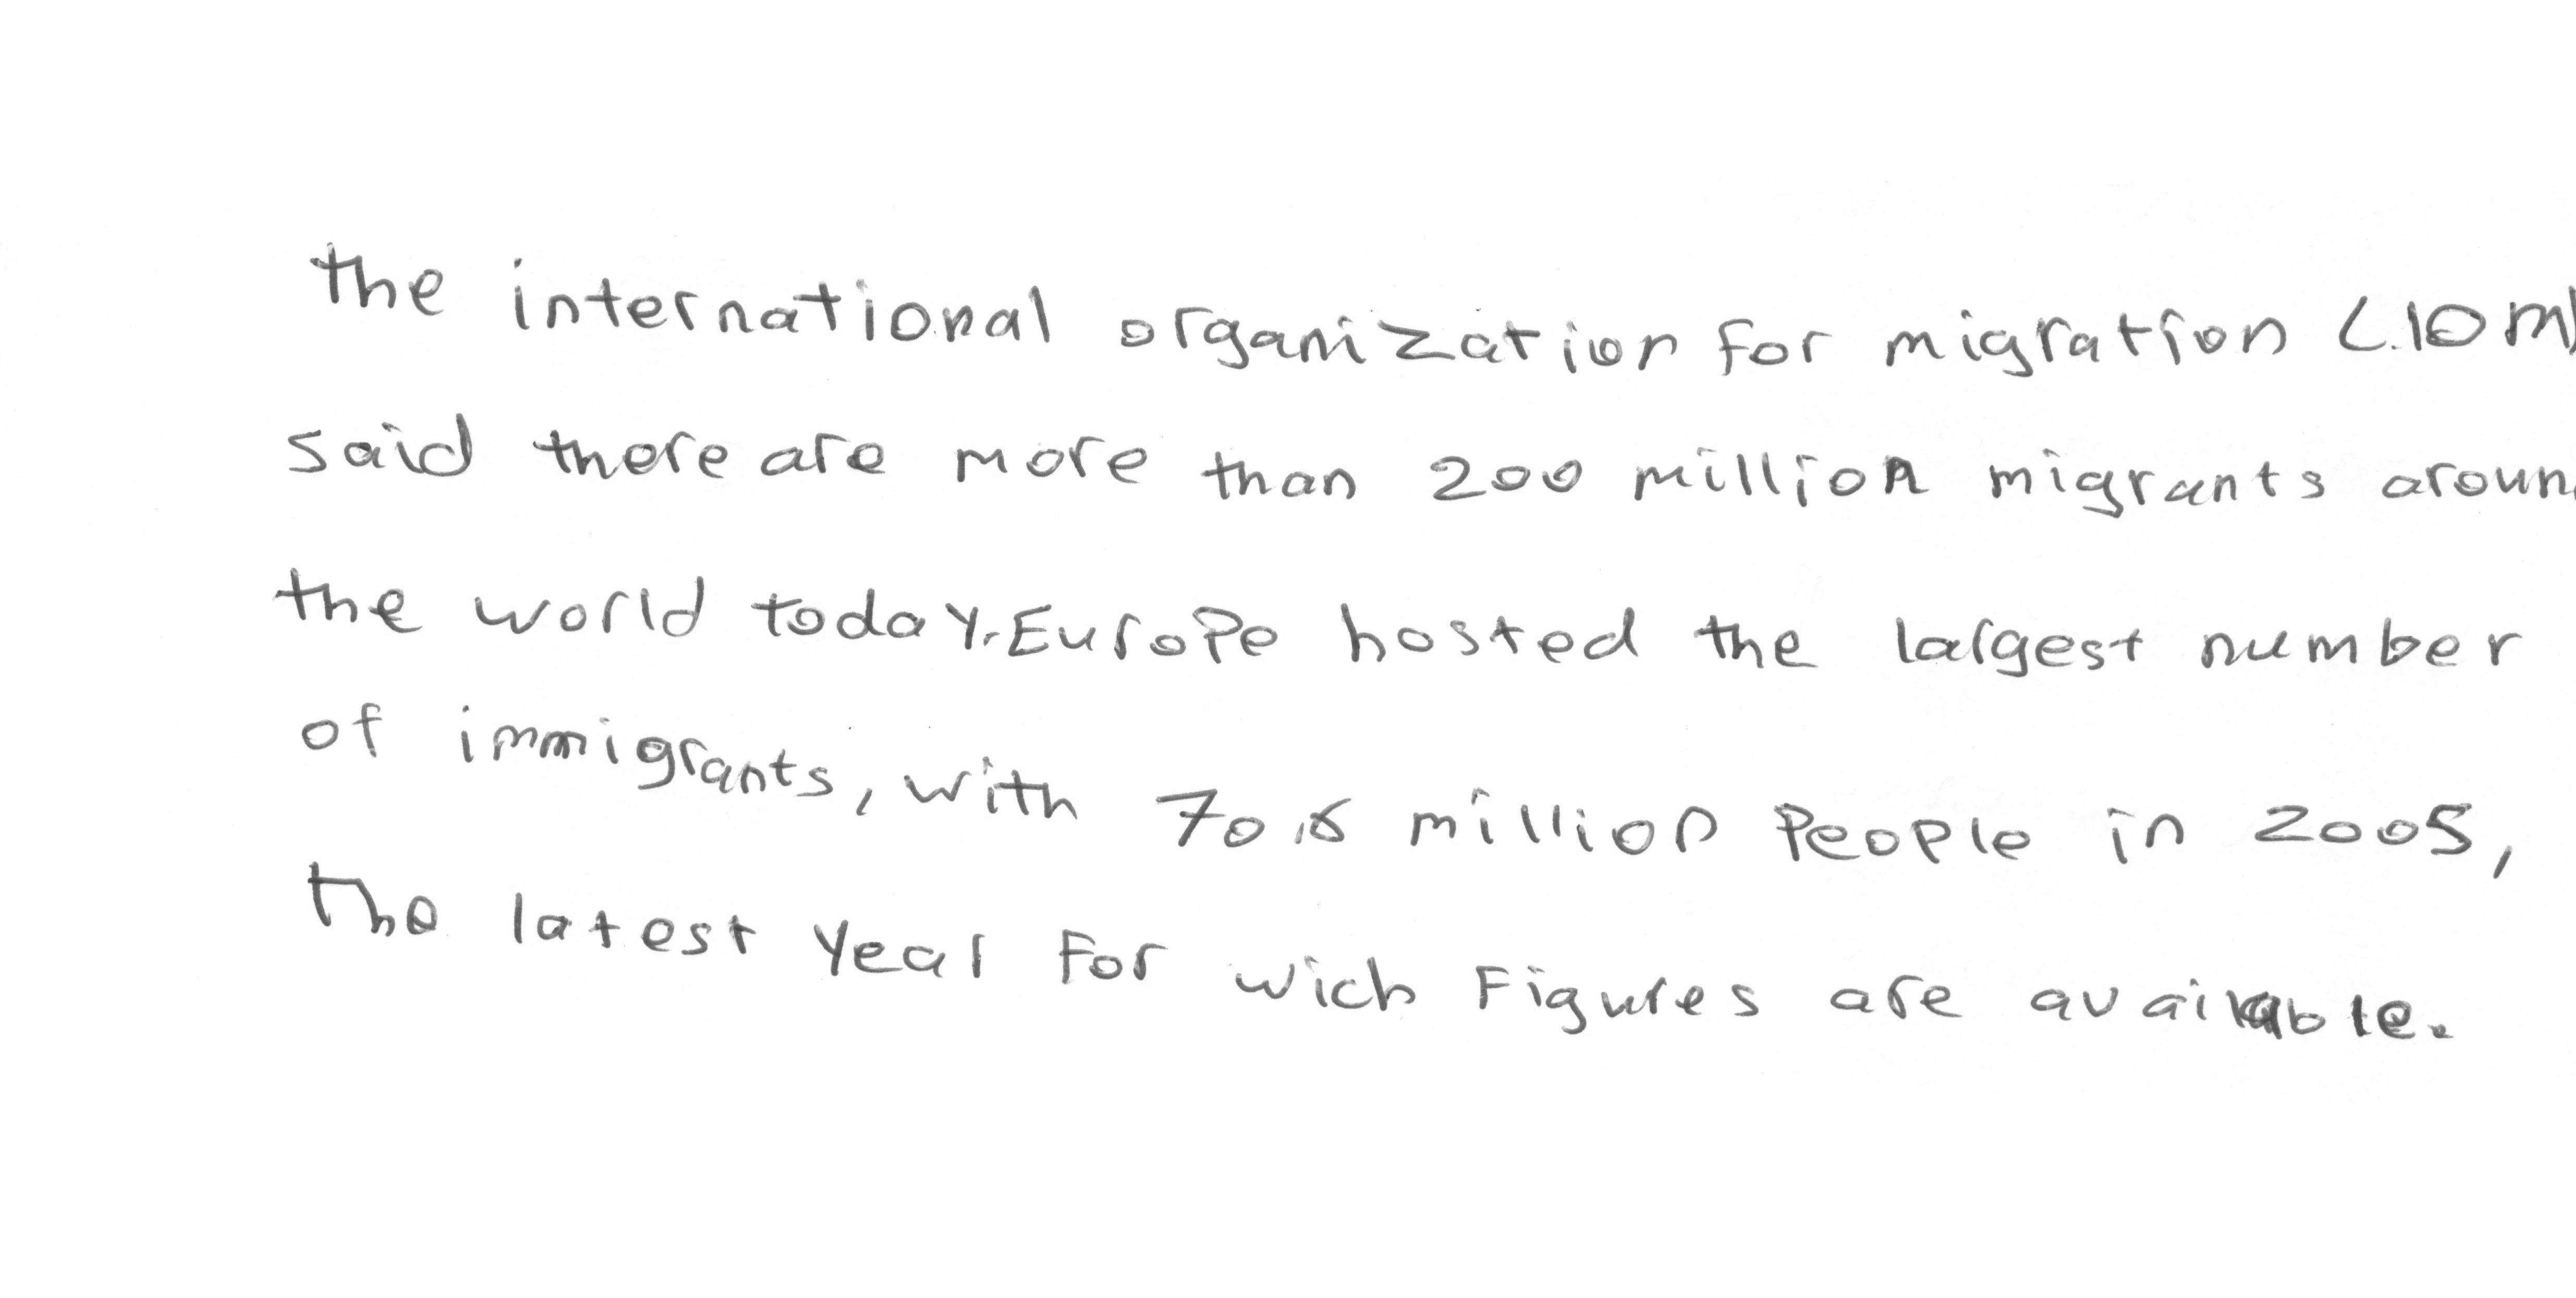 the international organization for migration (IOM)
said there are more than 200 million migrants aroun
the world today. Europe hosted the largest number
of immigrants, with 70.6 million People in 2005,
the latest year For wich Figures are available.